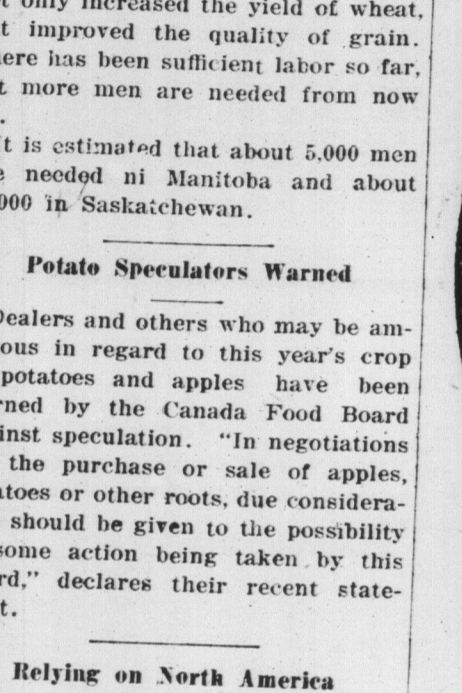 only increased the yield of wheat,
t improved the quality of grain.
ere has been sufficient labor so far,
t more men are needed from now
.
't is estimated that about 5,000 men
e needed ni Manitoba and about
000 in Saskatchewan.
Potato Speculators Warned
Dealers and others who may be am-
ous in regard to this year's crop
potatoes and apples have been
rned by the Canada Food Board
inst speculation. "In negotiations
the purchase or sale of apples,
atoes or other roots, due considera-
should be given to the possibility
some action being taken by this
rd," declares their recent state-
t.
Relying on North America